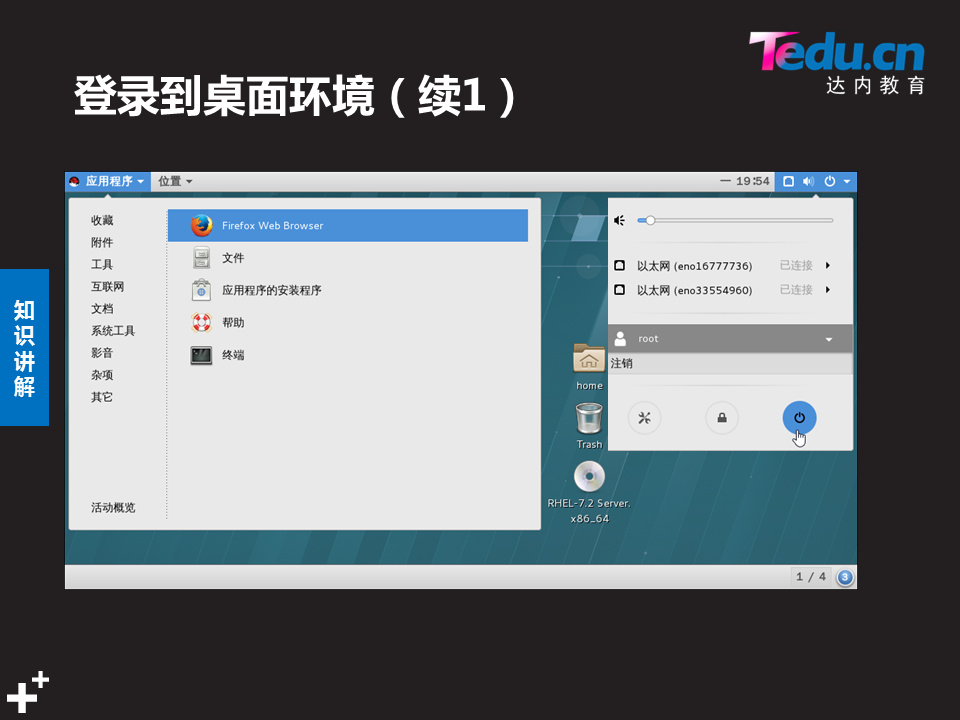 Tedu.cn
达内教育
登录到桌面环境（续1）
知识讲解
应用程序 位置 一 19:54
收藏
附件
工具
互联网
文档
系统工具
影音
杂项
其它
活动概览
Firefox Web Browser
文件
应用程序的安装程序
帮助
终端
以太网 (eno16777736) 已连接
以太网 (eno33554960) 已连接
root
注销
home
Trash
RHEL-7.2 Server.
x86_64
1 / 4 3